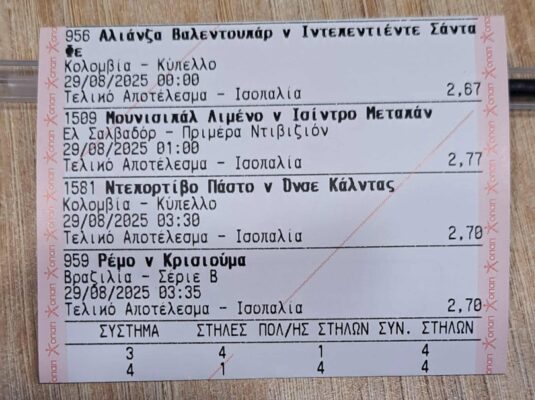 956 Αλιάνζα Βαλεντουπάρ v Ιντεπεντιέντε Σάντα
Φε
Κολομβία - Κύπελλο
29/08/2025 00:00
Τελικό Αποτέλεσμα - Ισοπαλία 2,67
1509 Μουνισιπάλ Λιμένο v Ισίντρο Μεταπάν
Ελ Σαλβαδόρ - Πριμέρα Ντιβιζιόν
29/08/2025 01:00
Τελικό Αποτέλεσμα - Ισοπαλία 2,77
1581 Ντεπορτίβο Πάστο v Όνσε Κάλντας
Κολομβία - Κύπελλο
29/08/2025 03:30
Τελικό Αποτέλεσμα - Ισοπαλία 2,70
959 Ρέμο v Κρισιούμα
Βραζιλία - Σέριε Β
29/08/2025 03:35
Τελικό Αποτέλεσμα - Ισοπαλία 2,70
ΣΥΣΤΗΜΑ ΣΤΗΛΕΣ ΠΟΛ/ΗΣ ΣΤΗΛΩΝ ΣΥΝ. ΣΤΗΛΩΝ
3 4 1 4
4 1 4 4